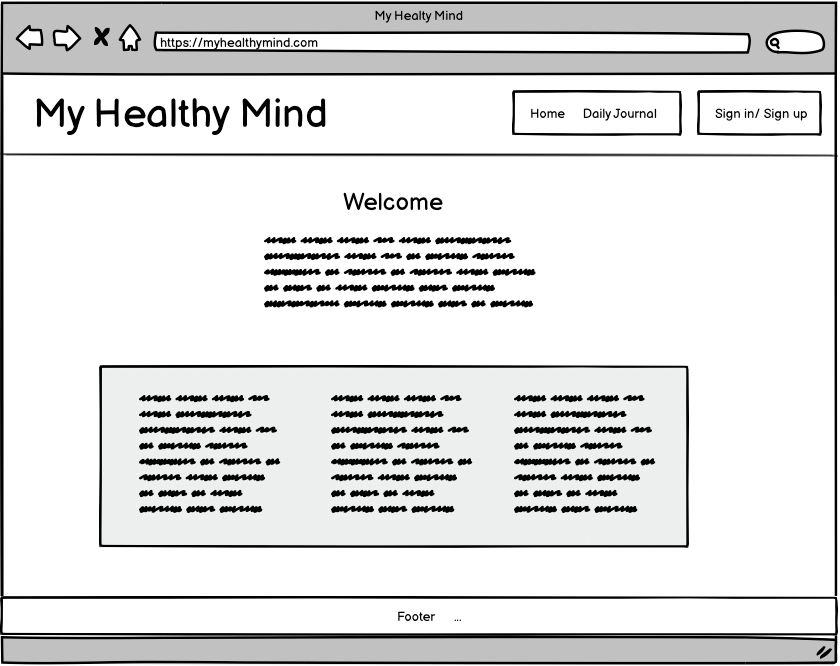 My Healty Mind
https://myhealthymind.com
My Healthy Mind
Home Daily Journal Sign in/ Sign up
Welcome
Footer ...